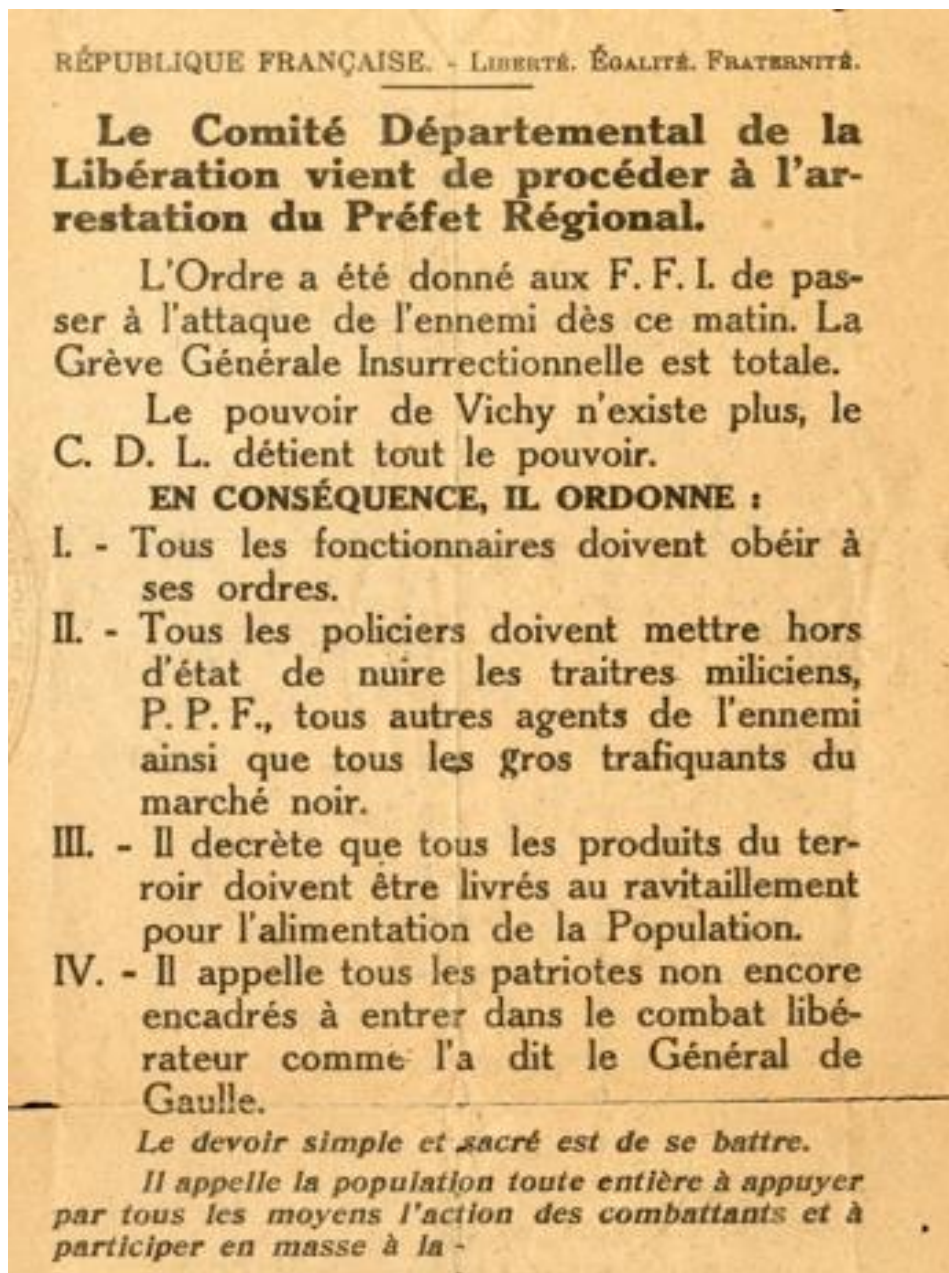 RÉPUBLIQUE FRANÇAISE. - LIBERTÉ. ÉGALITÉ. FRATERNITÉ.
Le Comité Départemental de la
Libération vient de procéder à l'ar-
restation du Préfet Régional.
L'Ordre a été donné aux F. F. I. de pas-
ser à l'attaque de l'ennemi dès ce matin. La
Grève Générale Insurrectionnelle est totale.
Le pouvoir de Vichy n'existe plus, le
C. D. L. détient tout le pouvoir.
EN CONSÉQUENCE, IL ORDONNE :
I. - Tous les fonctionnaires doivent obéir à
ses ordres.
II. - Tous les policiers doivent mettre hors
d'état de nuire les traitres miliciens,
P. P. F., tous autres agents de l'ennemi
ainsi que tous les gros trafiquants du
marché noir.
III. - Il decrète que tous les produits du ter-
roir doivent être livrés au ravitaillement
pour l'alimentation de la Population.
IV. - Il appelle tous les patriotes non encore
encadrés à entrer dans le combat libé-
rateur comme l'a dit le Général de
Gaulle.
Le devoir simple et sacré est de se battre.
Il appelle la population toute entière à appuyer
par tous les moyens l'action des combattants et à
participer en masse à la -